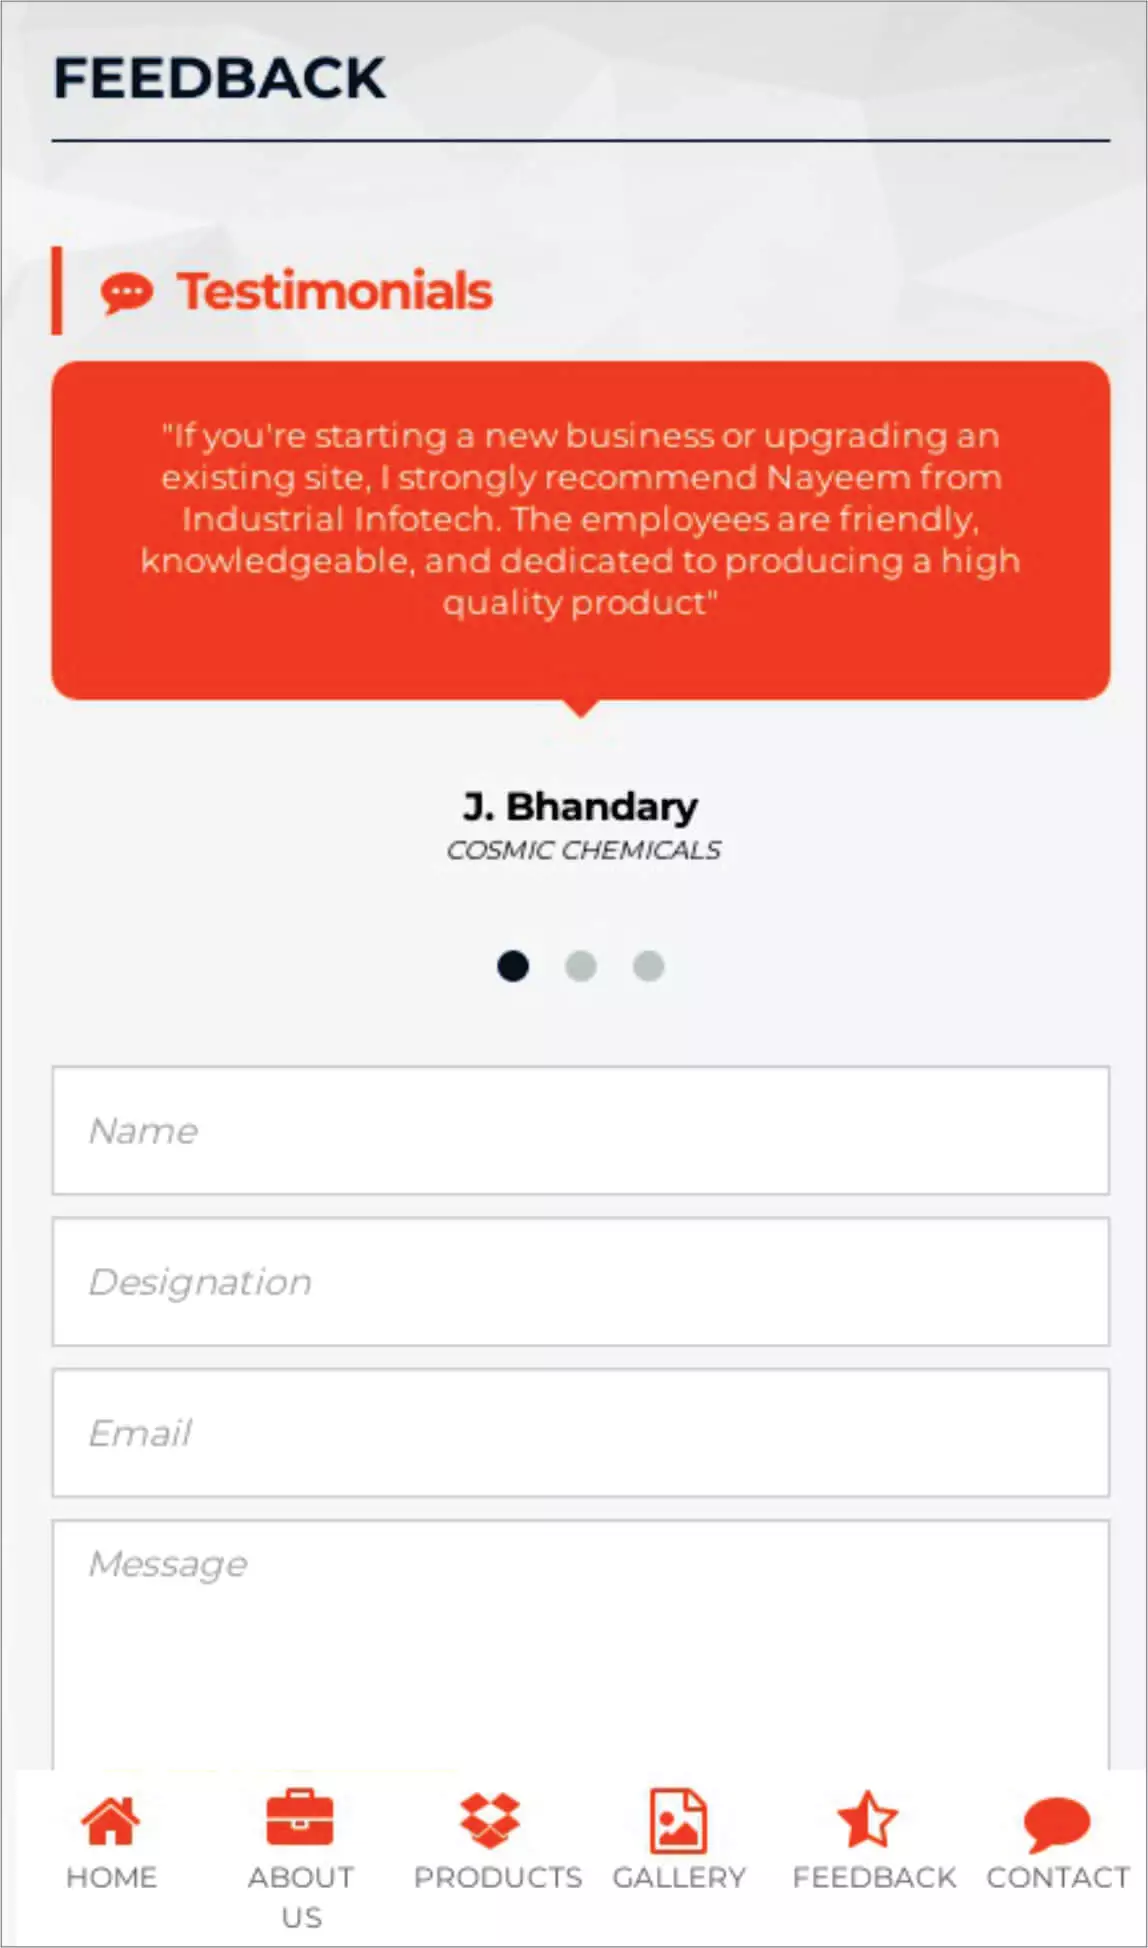 FEEDBACK
Testimonials
"If you're starting a new business or upgrading an
existing site, I strongly recommend Nayeem from
Industrial Infotech. The employees are friendly,
knowledgeable, and dedicated to producing a high
quality product"
J. Bhandary
COSMIC CHEMICALS
Name
Designation
Email
Message
HOME
ABOUT
US
PRODUCTS
GALLERY
FEEDBACK
CONTACT